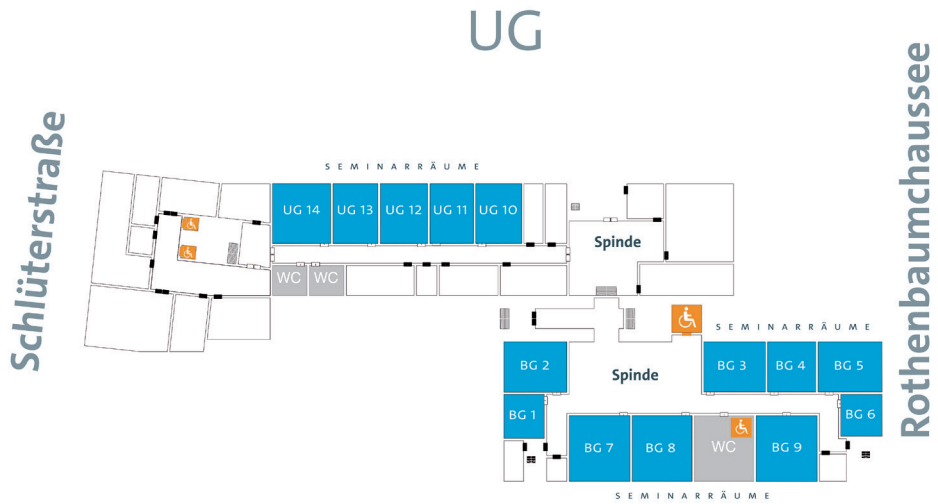 UG
Schlüterstraße
Rothenbaumchaussee
SEMINARRÄUME
UG 14
UG 13
UG 12
UG 11
UG 10
Spinde
WC
WC
SEMINARRÄUME
BG 2
Spinde
BG 3
BG 4
BG 5
BG 1
BG 6
BG 7
BG 8
WC
BG 9
SEMINARRÄUME